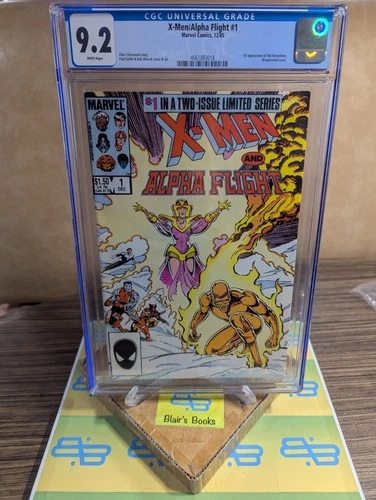 CGC UNIVERSAL GRADE
9.2
WHITE Pages
X-Men/Alpha Flight #1
Marvel Comics, 12/85
4561883018
#1 IN A TWO-ISSUE LIMITED SERIES
MARVEL
X-MEN
AND
ALPHA FLIGHT
$1.50
1
DEC
Blair's Books